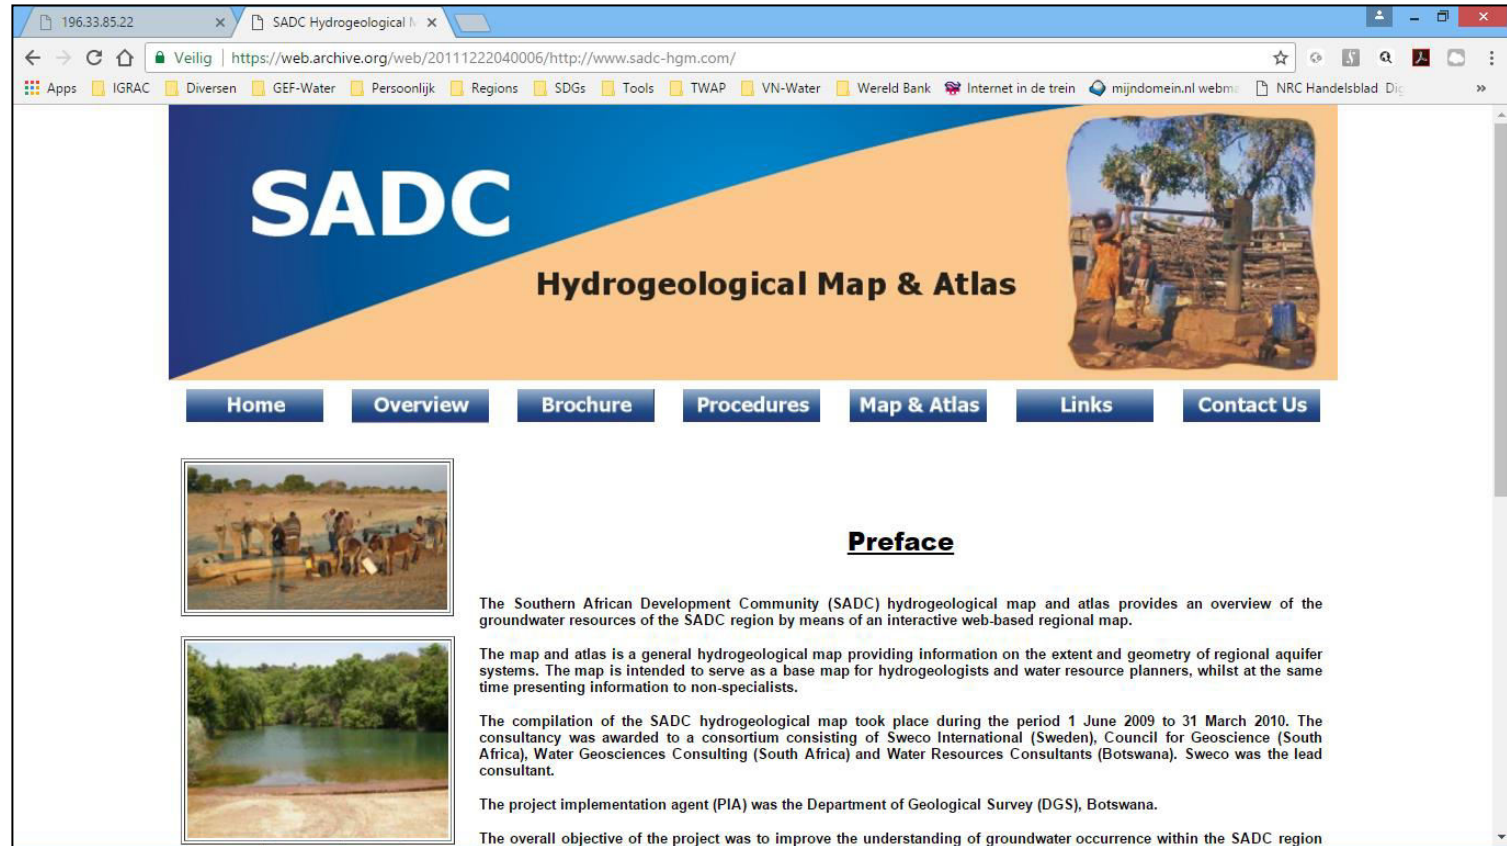 196.33.85.22
SADC Hydrogeological M
Veilig | https://web.archive.org/web/20111222040006/http://www.sadc-hgm.com/
Apps IGRAC Diversen GEF-Water Persoonlijk Regions SDGs Tools TWAP VN-Water Wereld Bank Internet in de trein mijndomein.nl webma NRC Handelsblad Dig »
SADC
Hydrogeological Map & Atlas
Home Overview Brochure Procedures Map & Atlas Links Contact Us
Preface
The Southern African Development Community (SADC) hydrogeological map and atlas provides an overview of the
groundwater resources of the SADC region by means of an interactive web-based regional map.
The map and atlas is a general hydrogeological map providing information on the extent and geometry of regional aquifer
systems. The map is intended to serve as a base map for hydrogeologists and water resource planners, whilst at the same
time presenting information to non-specialists.
The compilation of the SADC hydrogeological map took place during the period 1 June 2009 to 31 March 2010. The
consultancy was awarded to a consortium consisting of Sweco International (Sweden), Council for Geoscience (South
Africa), Water Geosciences Consulting (South Africa) and Water Resources Consultants (Botswana). Sweco was the lead
consultant.
The project implementation agent (PIA) was the Department of Geological Survey (DGS), Botswana.
The overall objective of the project was to improve the understanding of groundwater occurrence within the SADC region